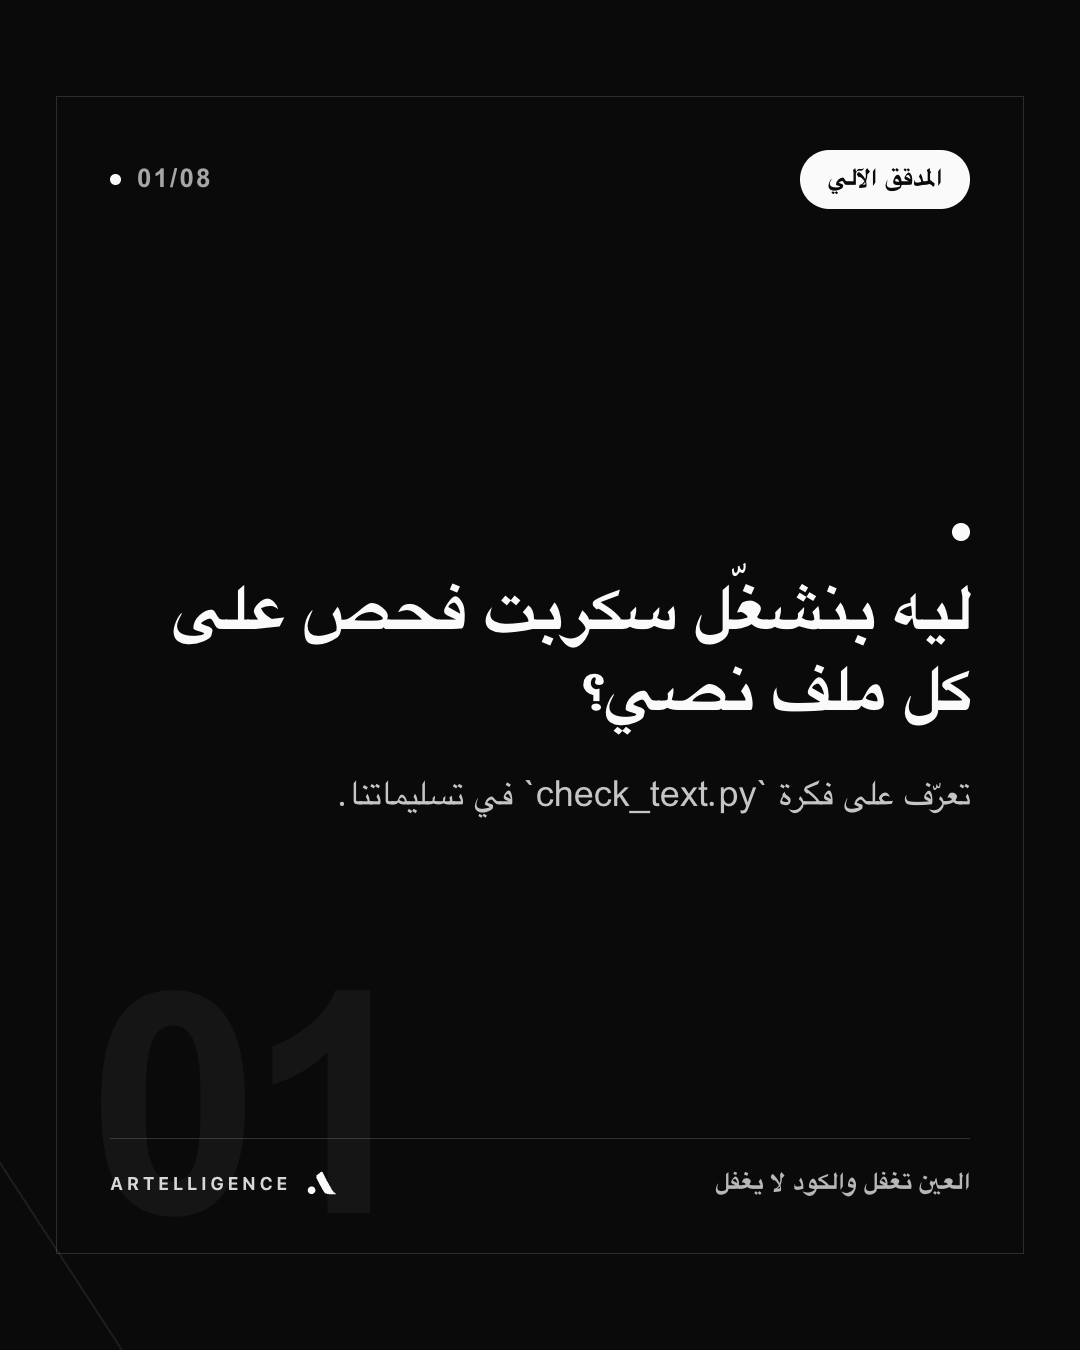 المدقق الآلي
01/08
ليه بنشغّل سكربت فحص على
كل ملف نصي؟
تعرّف على فكرة `check_text.py` في تسليماتنا.
01
العين تغفل والكود لا يغفل
ARTELLIGENCE